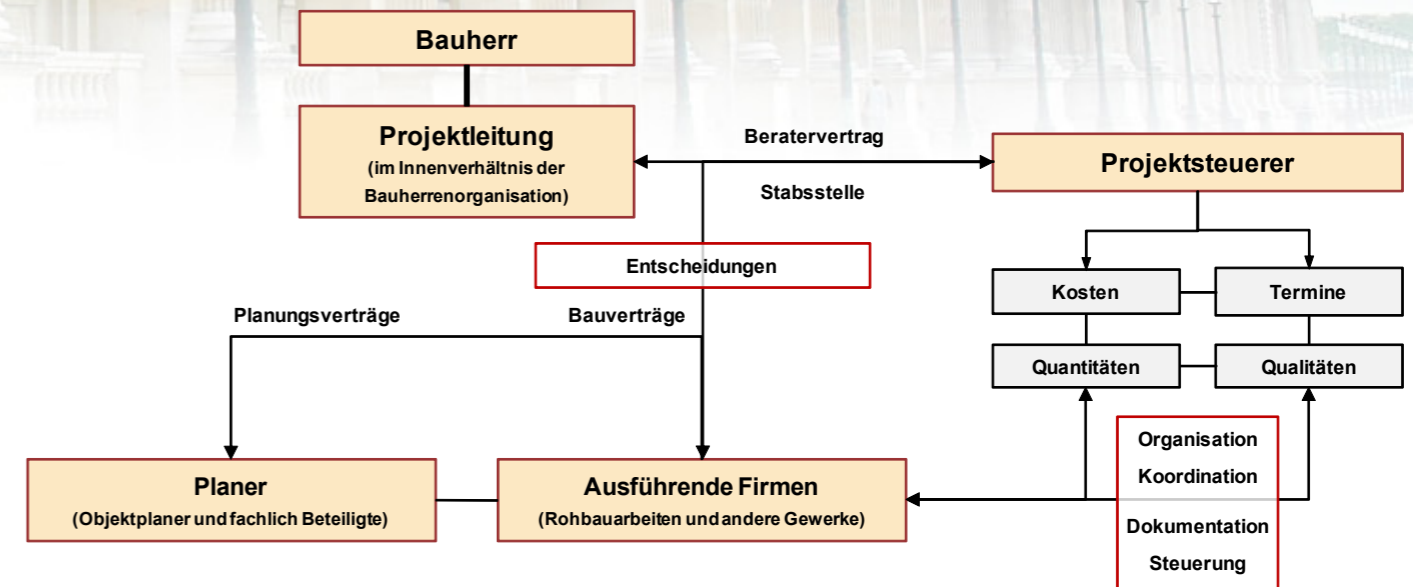 Bauherr
Projektleitung
(im Innenverhältnis der
Bauherrenorganisation)
Beratervertrag
Stabsstelle
Projektsteuerer
Entscheidungen
Kosten
Termine
Planungsverträge
Bauverträge
Quantitäten
Qualitäten
Organisation
Koordination
Dokumentation
Steuerung
Planer
(Objektplaner und fachlich Beteiligte)
Ausführende Firmen
(Rohbauarbeiten und andere Gewerke)